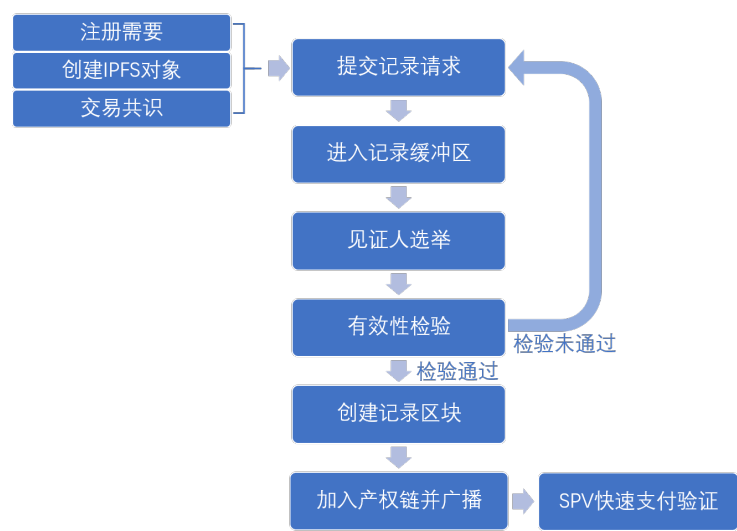 注册需要
创建IPFS对象
交易共识
提交记录请求
进入记录缓冲区
见证人选举
有效性检验
检验未通过
检验通过
创建记录区块
加入产权链并广播
SPV快速支付验证